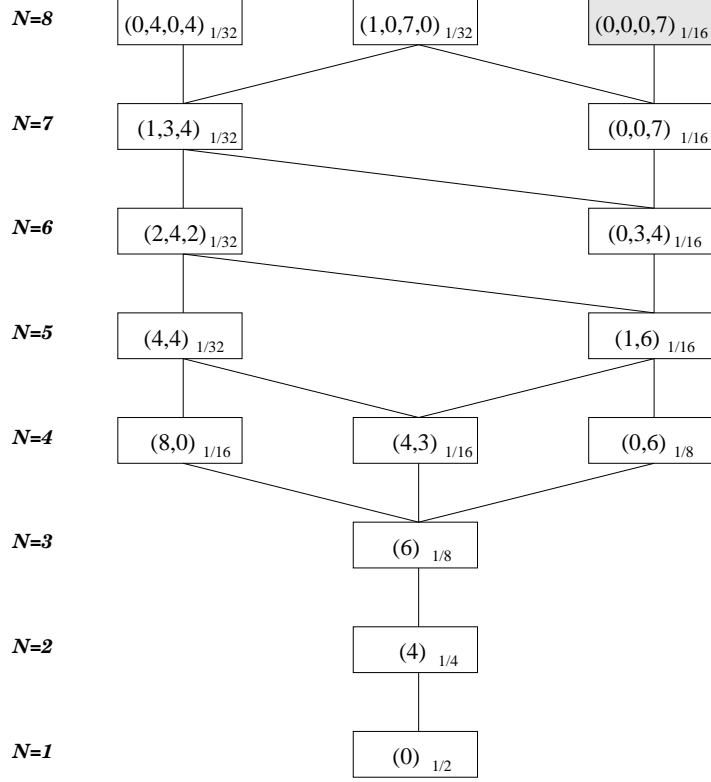 N=8 (0,4,0,4) 1/32 (1,0,7,0) 1/32 (0,0,0,7) 1/16
N=7 (1,3,4) 1/32 (0,0,7) 1/16
N=6 (2,4,2) 1/32 (0,3,4) 1/16
N=5 (4,4) 1/32 (1,6) 1/16
N=4 (8,0) 1/16 (4,3) 1/16 (0,6) 1/8
N=3 (6) 1/8
N=2 (4) 1/4
N=1 (0) 1/2